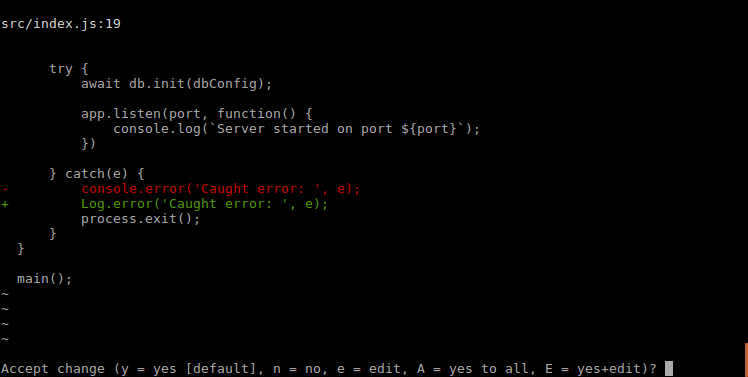 src/index.js:19
try {
await db.init(dbConfig);
app.listen(port, function() {
console.log(`Server started on port ${port}`);
})
} catch(e) {
- console.error('Caught error: ', e);
+ Log.error('Caught error: ', e);
process.exit();
}
}
main();
~
~
~
~
Accept change (y = yes [default], n = no, e = edit, A = yes to all, E = yes+edit)?